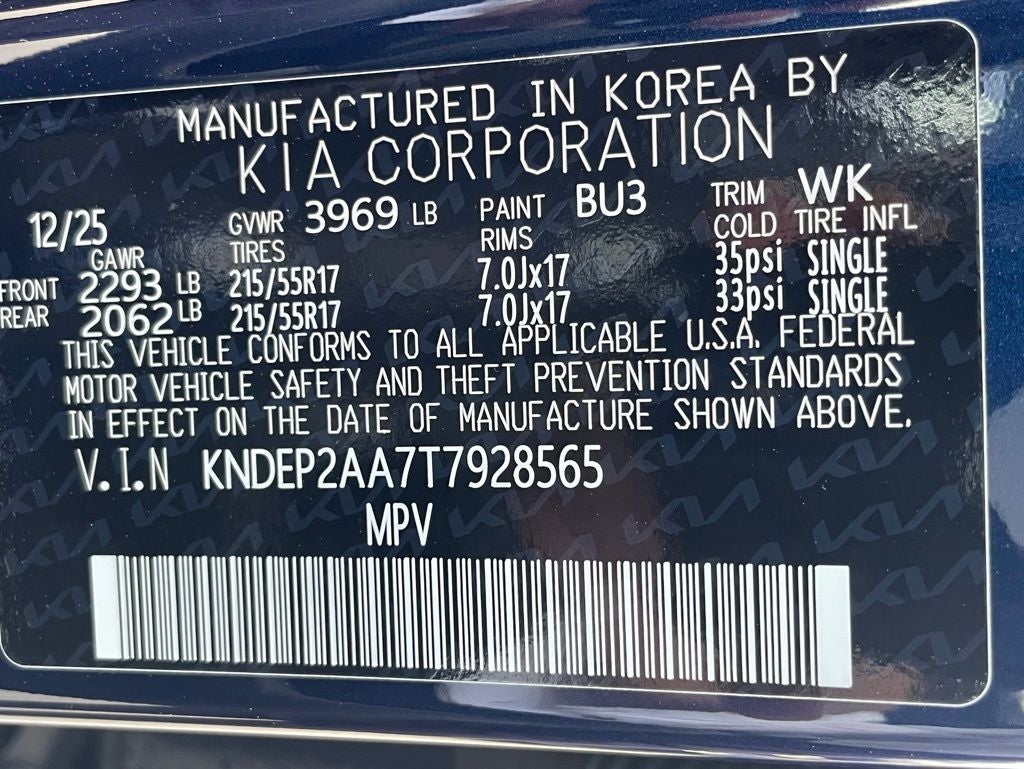 MANUFACTURED IN KOREA BY
KIA CORPORATION
12/25 GVWR 3969 LB PAINT BU3 TRIM WK
GAWR TIRES RIMS COLD TIRE INFL
FRONT 2293 LB 215/55R17 7.0Jx17 35psi SINGLE
REAR 2062 LB 215/55R17 7.0Jx17 33psi SINGLE
THIS VEHICLE CONFORMS TO ALL APPLICABLE U.S.A. FEDERAL
MOTOR VEHICLE SAFETY AND THEFT PREVENTION STANDARDS
IN EFFECT ON THE DATE OF MANUFACTURE SHOWN ABOVE.
V.I.N KNDEP2AA7T7928565
MPV